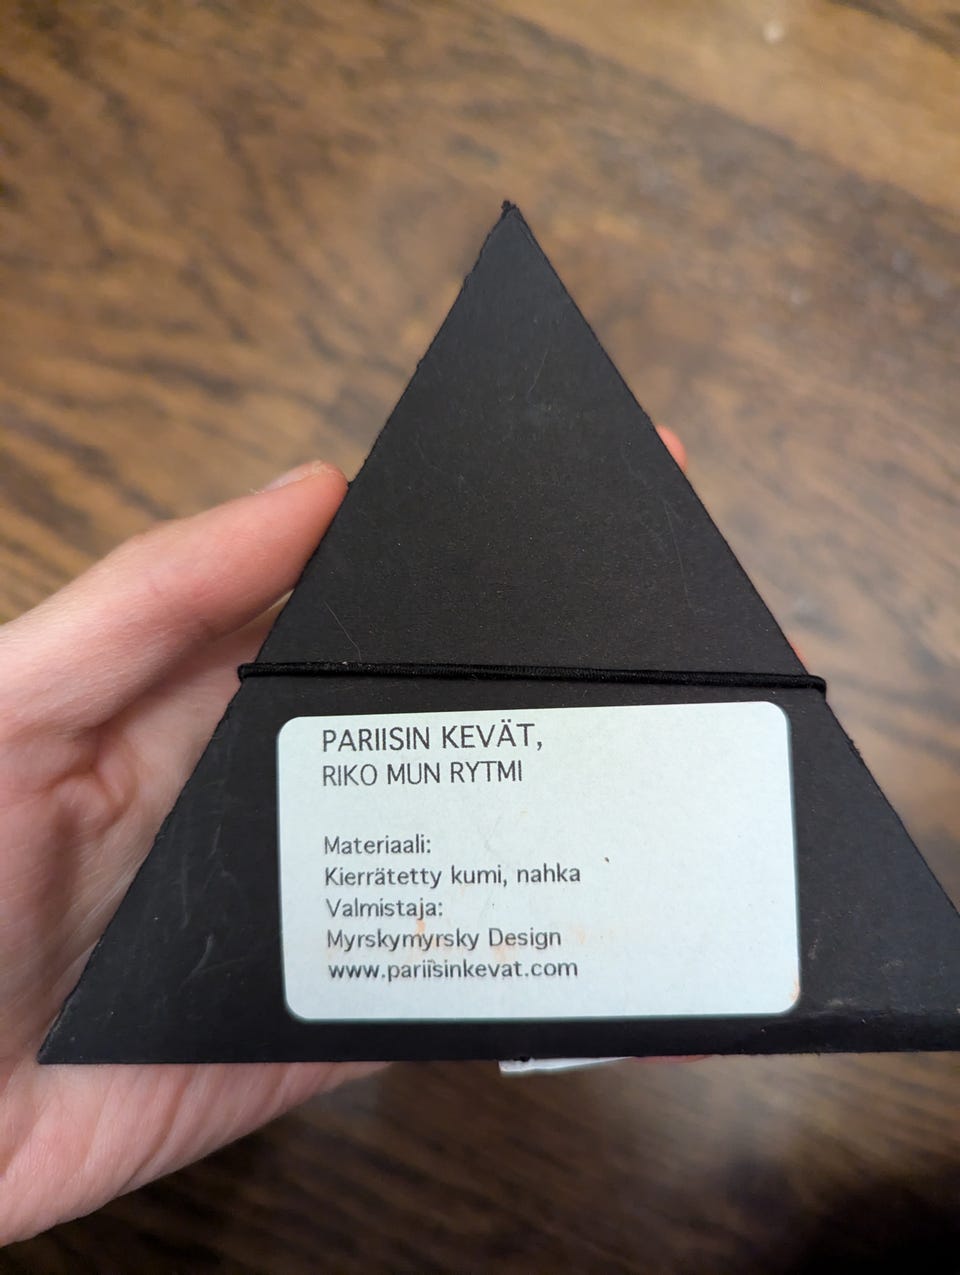 PARIISIN KEVÄT,
RIKO MUN RYTMI
Materiaali:
Kierrätetty kumi, nahka
Valmistaja:
Myrskymyrsky Design
www.pariisinkevat.com